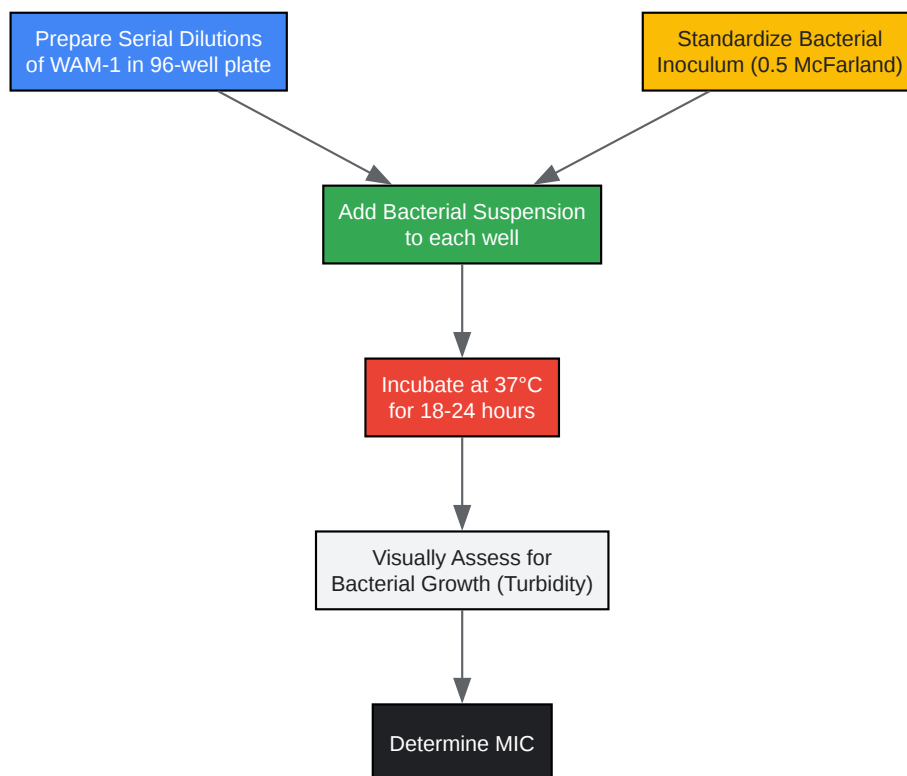 Prepare Serial Dilutions
of WAM-1 in 96-well plate
Standardize Bacterial
Inoculum (0.5 McFarland)
Add Bacterial Suspension
to each well
Incubate at 37°C
for 18-24 hours
Visually Assess for
Bacterial Growth (Turbidity)
Determine MIC